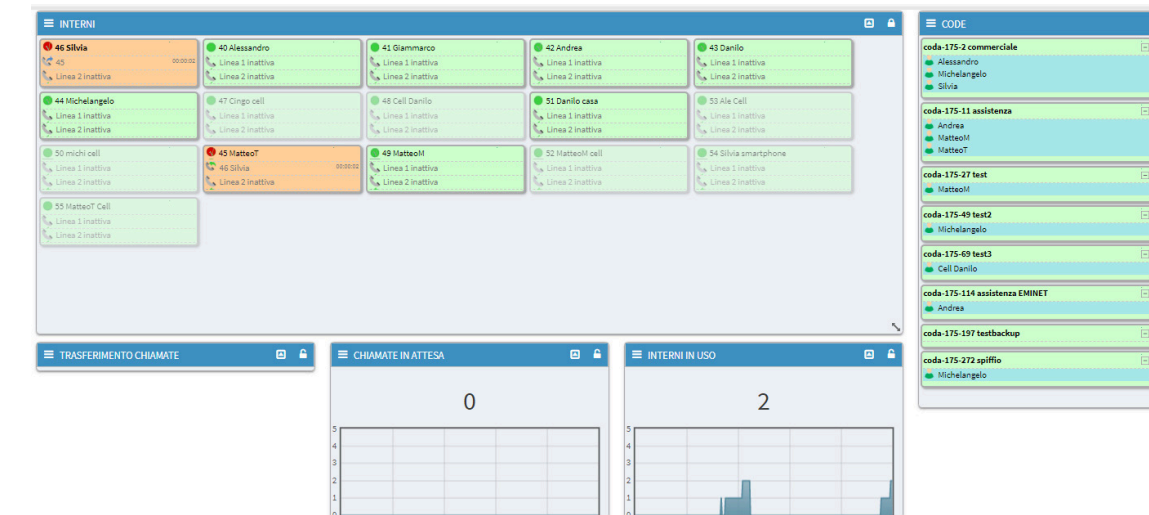 INTERNI
46 Silvia
45 00:00:02
Linea 2 inattiva
40 Alessandro
Linea 1 inattiva
Linea 2 inattiva
41 Giammarco
Linea 1 inattiva
Linea 2 inattiva
42 Andrea
Linea 1 inattiva
Linea 2 inattiva
43 Danilo
Linea 1 inattiva
Linea 2 inattiva
44 Michelangelo
Linea 1 inattiva
Linea 2 inattiva
47 Cingo cell
Linea 1 inattiva
Linea 2 inattiva
48 Cell Danilo
Linea 1 inattiva
Linea 2 inattiva
51 Danilo casa
Linea 1 inattiva
Linea 2 inattiva
53 Ale Cell
Linea 1 inattiva
Linea 2 inattiva
50 michi cell
Linea 1 inattiva
Linea 2 inattiva
45 MatteoT
46 Silvia 00:00:02
Linea 2 inattiva
49 MatteoM
Linea 1 inattiva
Linea 2 inattiva
52 MatteoM cell
Linea 1 inattiva
Linea 2 inattiva
54 Silvia smartphone
Linea 1 inattiva
Linea 2 inattiva
55 MatteoT Cell
Linea 1 inattiva
Linea 2 inattiva
CODE
coda-175-2 commerciale
Alessandro
Michelangelo
Silvia
coda-175-11 assistenza
Andrea
MatteoM
MatteoT
coda-175-27 test
MatteoM
coda-175-49 test2
Michelangelo
coda-175-69 test3
Cell Danilo
coda-175-114 assistenza EMINET
Andrea
coda-175-197 testbackup
coda-175-272 spiffio
Michelangelo
TRASFERIMENTO CHIAMATE
CHIAMATE IN ATTESA
0
5
4
3
2
1
0
INTERNI IN USO
2
5
4
3
2
1
0